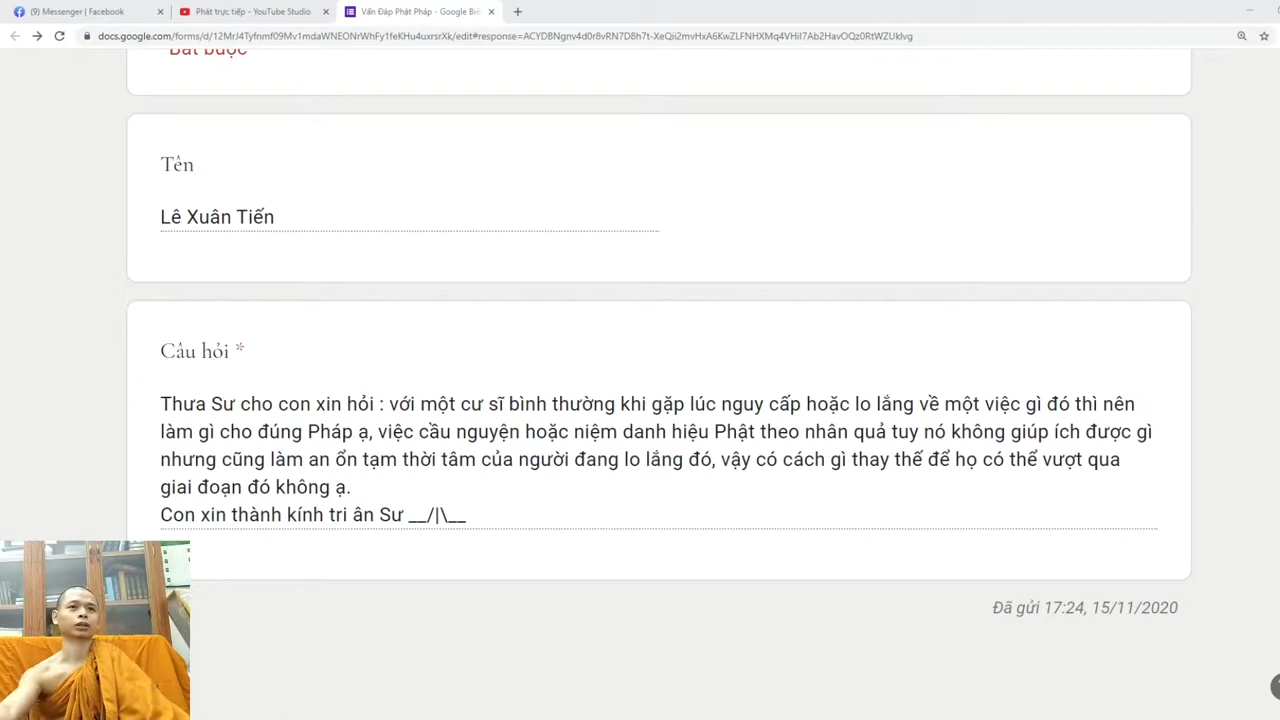 (9) Messenger | Facebook
Phát trực tiếp - YouTube Studio
Vấn Đáp Phật Pháp - Google Biể
docs.google.com/forms/d/12MrJ4Tyfnmf09Mv1mdaWNEONrWhFy1feKHu4uxrsrXk/edit#response=ACYDBNgnv4d0r8vRN7D8h7t-XeQii2mvHxA6KwZLFNHXMq4VHil7Ab2HavOQz0RtWZUklvg
Bắt buộc
Tên
Lê Xuân Tiến
Câu hỏi *
Thưa Sư cho con xin hỏi : với một cư sĩ bình thường khi gặp lúc nguy cấp hoặc lo lắng về một việc gì đó thì nên
làm gì cho đúng Pháp ạ, việc cầu nguyện hoặc niệm danh hiệu Phật theo nhân quả tuy nó không giúp ích được gì
nhưng cũng làm an ổn tạm thời tâm của người đang lo lắng đó, vậy có cách gì thay thế để họ có thể vượt qua
giai đoạn đó không ạ.
Con xin thành kính tri ân Sư __/|\__
Đã gửi 17:24, 15/11/2020